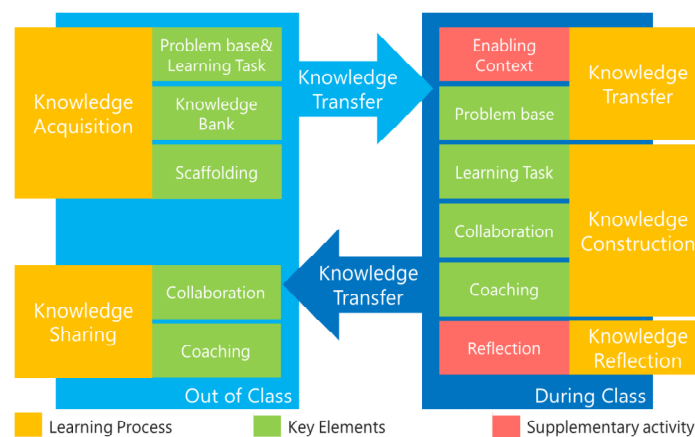 Knowledge
Acquisition
Problem base&
Learning Task
Knowledge
Bank
Scaffolding
Knowledge
Transfer
Enabling
Context
Problem base
Knowledge
Transfer
Learning Task
Collaboration
Coaching
Knowledge
Construction
Knowledge
Transfer
Knowledge
Sharing
Collaboration
Coaching
Reflection
Knowledge
Reflection
Out of Class
During Class
Learning Process
Key Elements
Supplementary activity